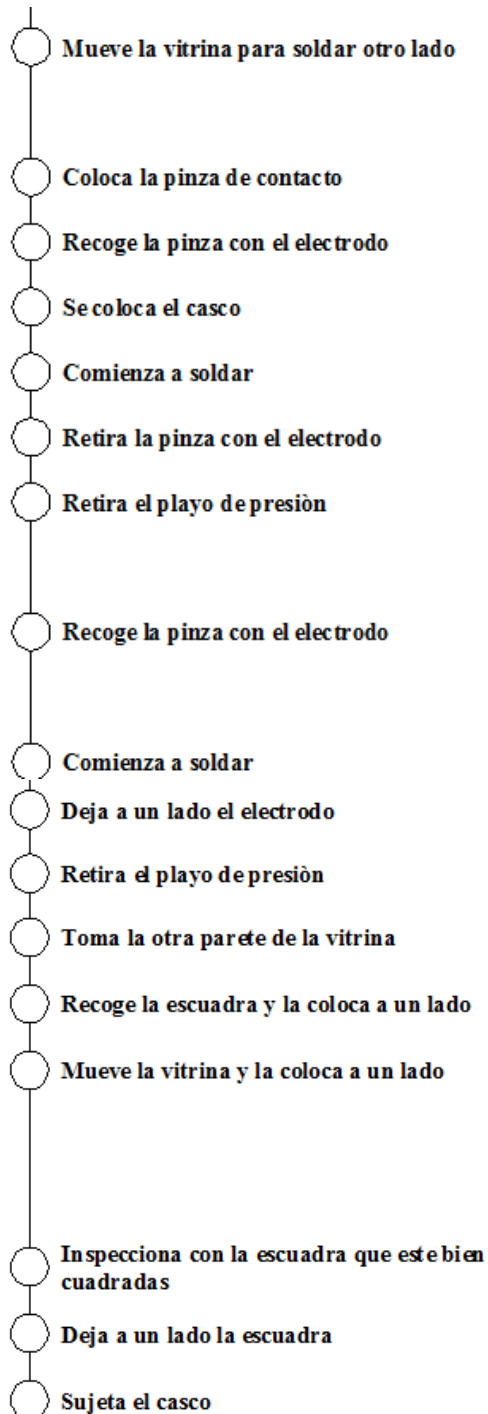 Mueve la vitrina para soldar otro lado
Coloca la pinza de contacto
Recoge la pinza con el electrodo
Se coloca el casco
Comienza a soldar
Retira la pinza con el electrodo
Retira el playo de presiòn
Recoge la pinza con el electrodo
Comienza a soldar
Deja a un lado el electrodo
Retira el playo de presiòn
Toma la otra parete de la vitrina
Recoge la escuadra y la coloca a un lado
Mueve la vitrina y la coloca a un lado
Inspecciona con la escuadra que este bien
cuadradas
Deja a un lado la escuadra
Sujeta el casco